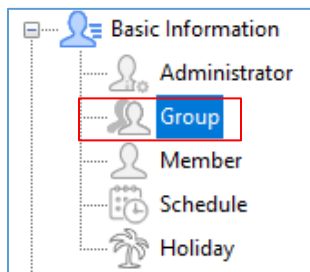 Basic Information
Administrator
Group
Member
Schedule
Holiday